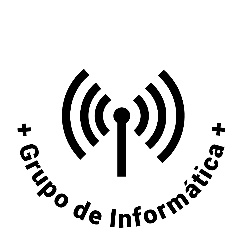 + Grupo de Informática +